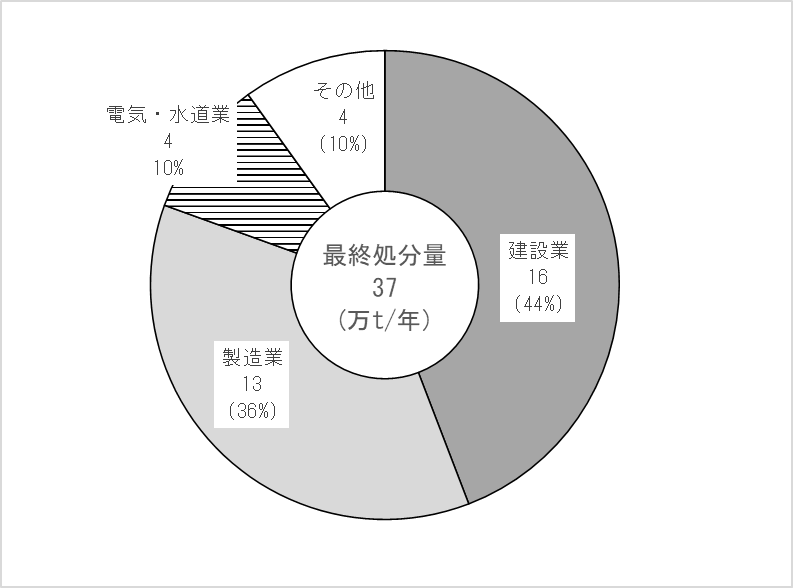 その他
4
(10%)
電気・水道業
4
10%
建設業
16
(44%)
最終処分量
37
(万t/年)
製造業
13
(36%)